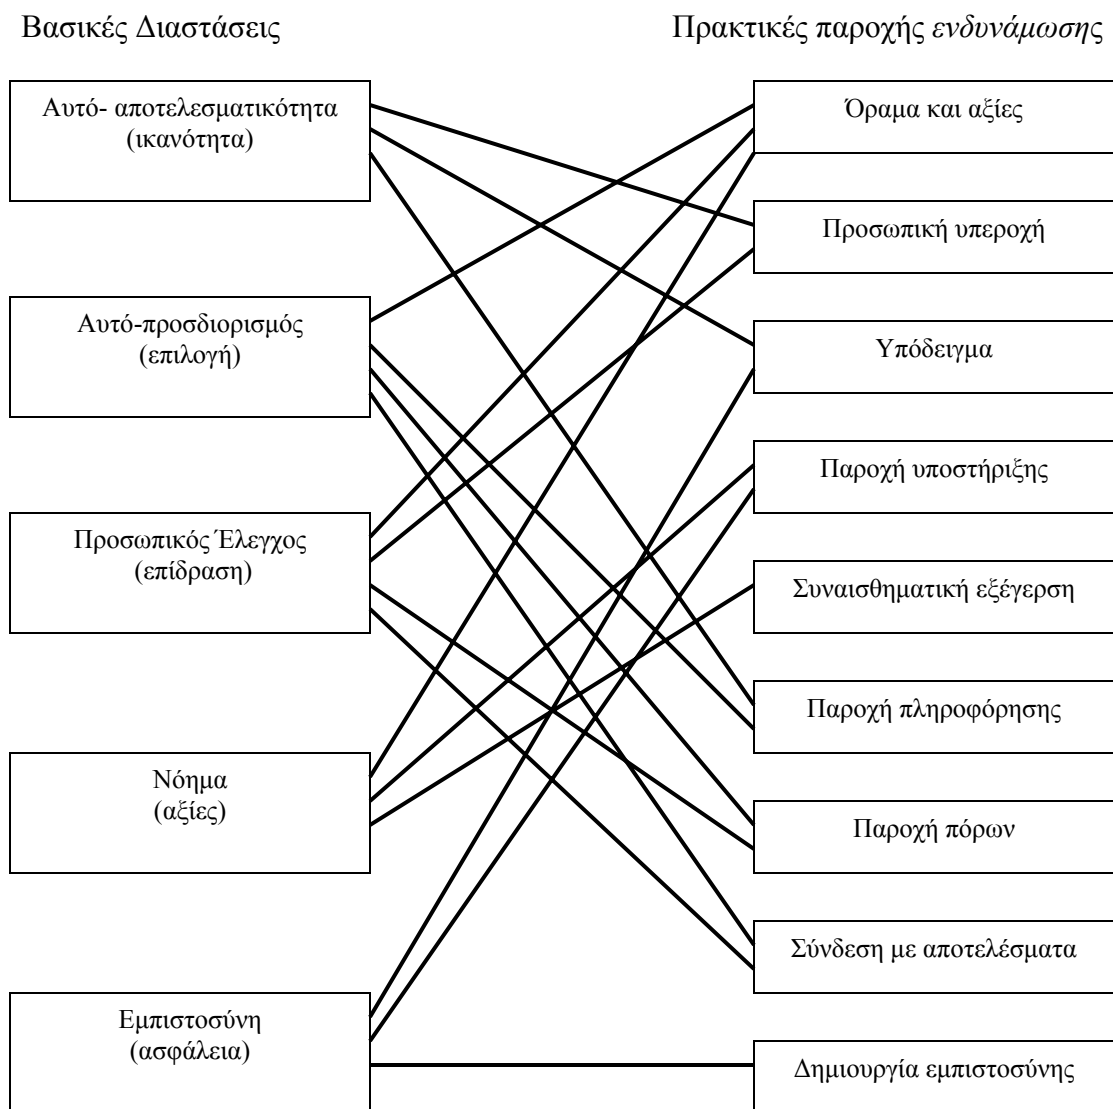 Βασικές Διαστάσεις
Πρακτικές παροχής ενδυνάμωσης
Αυτό- αποτελεσματικότητα
(ικανότητα)
Αυτό-προσδιορισμός
(επιλογή)
Προσωπικός Έλεγχος
(επίδραση)
Νόημα
(αξίες)
Εμπιστοσύνη
(ασφάλεια)
Όραμα και αξίες
Προσωπική υπεροχή
Υπόδειγμα
Παροχή υποστήριξης
Συναισθηματική εξέγερση
Παροχή πληροφόρησης
Παροχή πόρων
Σύνδεση με αποτελέσματα
Δημιουργία εμπιστοσύνης